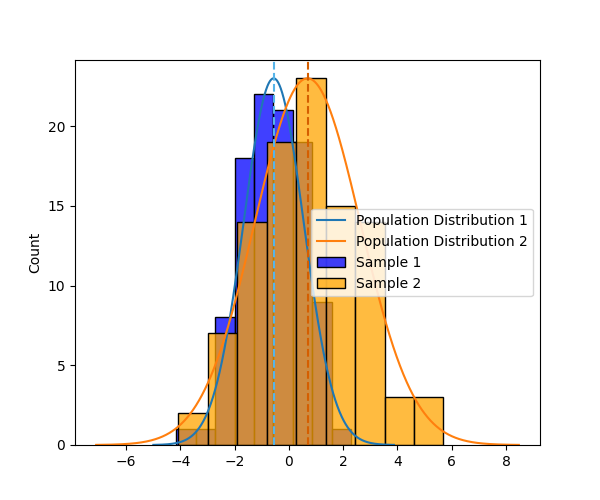 Count
20
15
10
5
0
Population Distribution 1
Population Distribution 2
Sample 1
Sample 2
−6 −4 −2 0 2 4 6 8